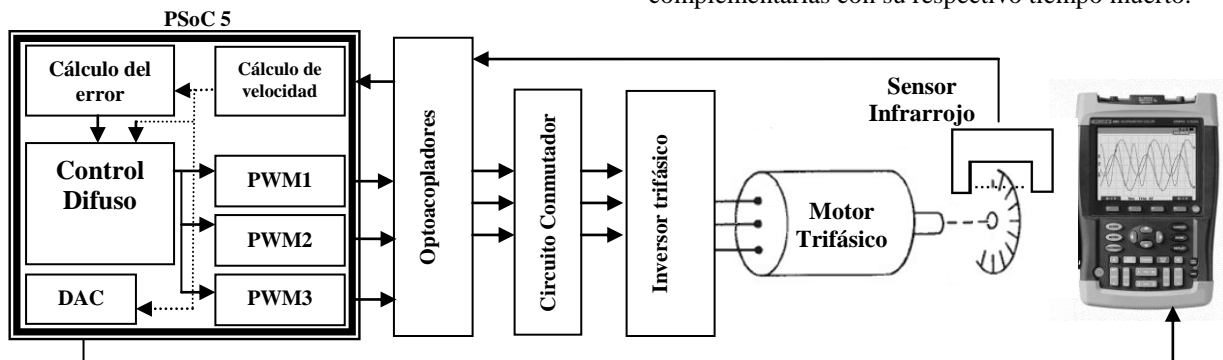 complementarias con su respectivo tiempo muerto.
PSoC 5
Cálculo del
error
Cálculo de
velocidad
Control
Difuso
PWM1
PWM2
DAC
PWM3
Optoacopladores
Circuito Conmutador
Inversor trifásico
Motor
Trifásico
Sensor
Infrarrojo